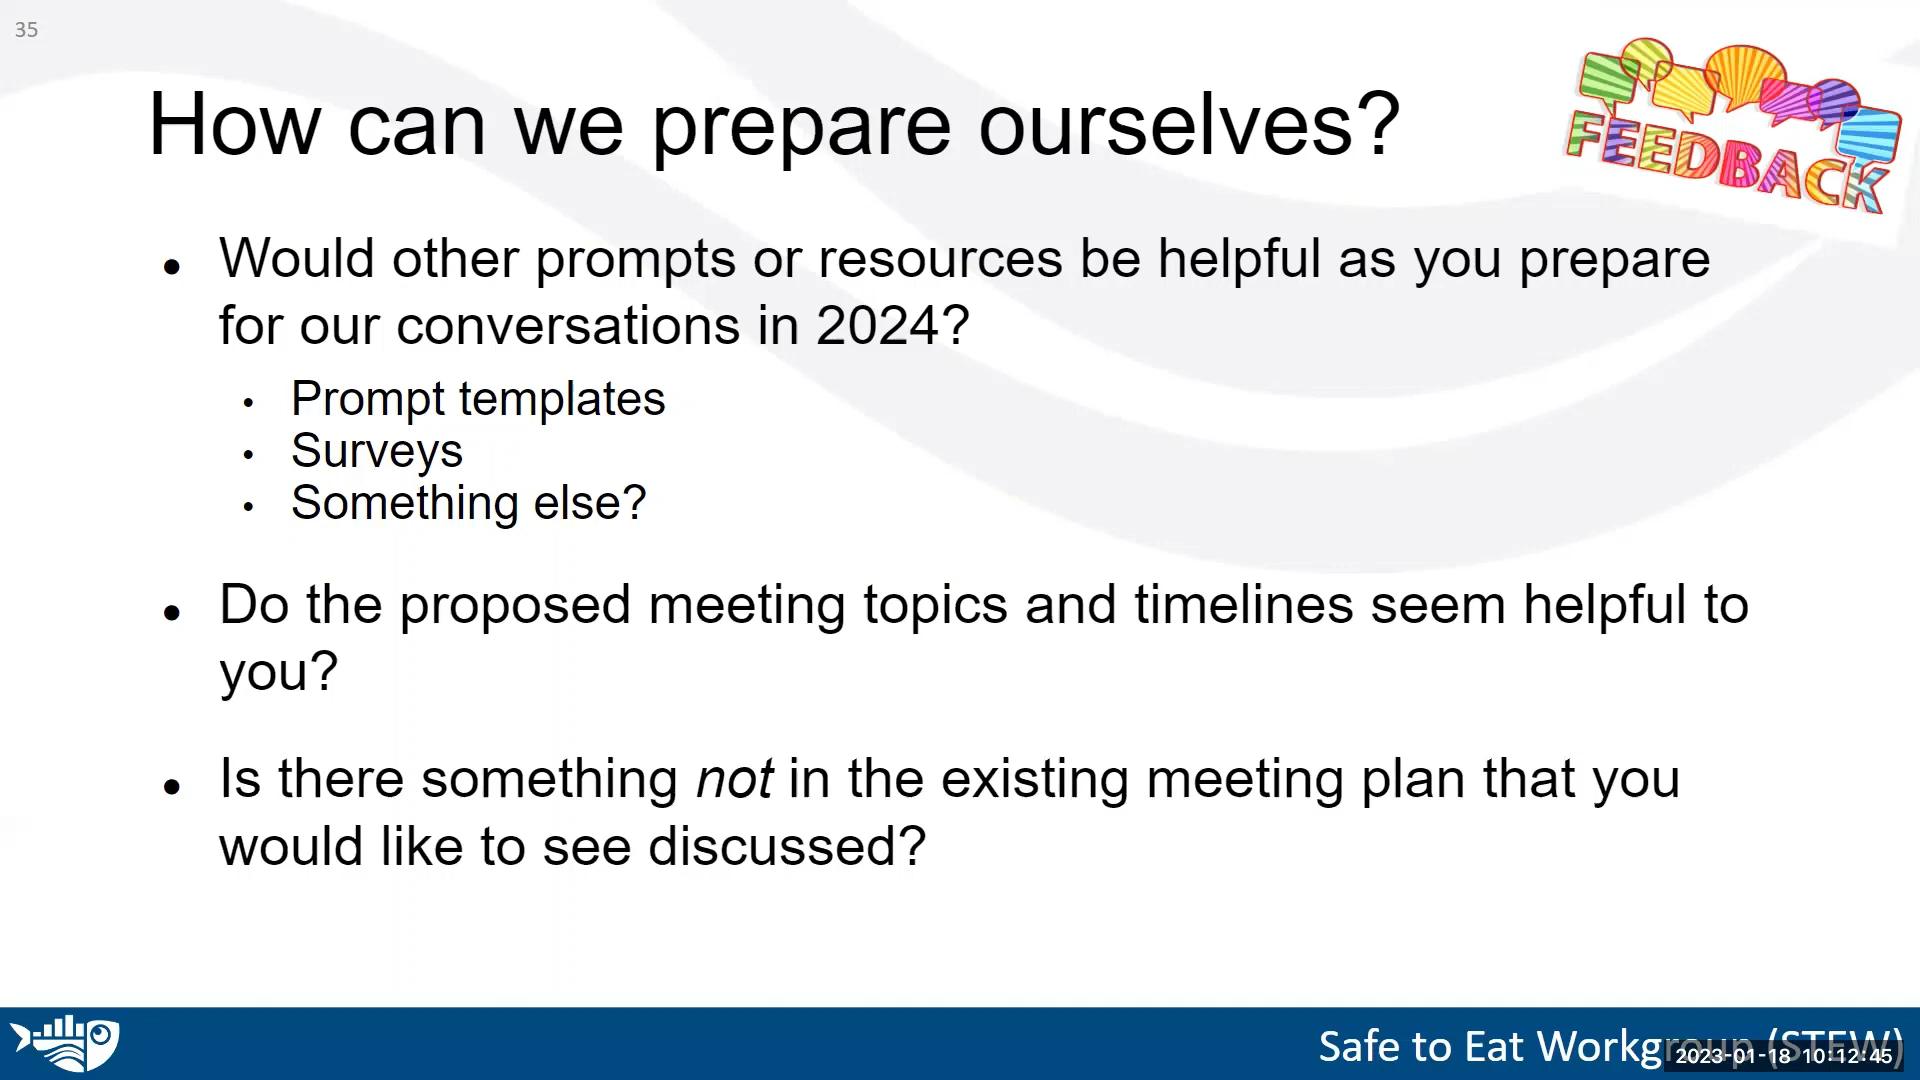 35
How can we prepare ourselves?
FEEDBACK
● Would other prompts or resources be helpful as you prepare
for our conversations in 2024?
• Prompt templates
• Surveys
• Something else?
● Do the proposed meeting topics and timelines seem helpful to
you?
● Is there something not in the existing meeting plan that you
would like to see discussed?
Safe to Eat Workgroup (STEW)
2023-01-18 10:12:45